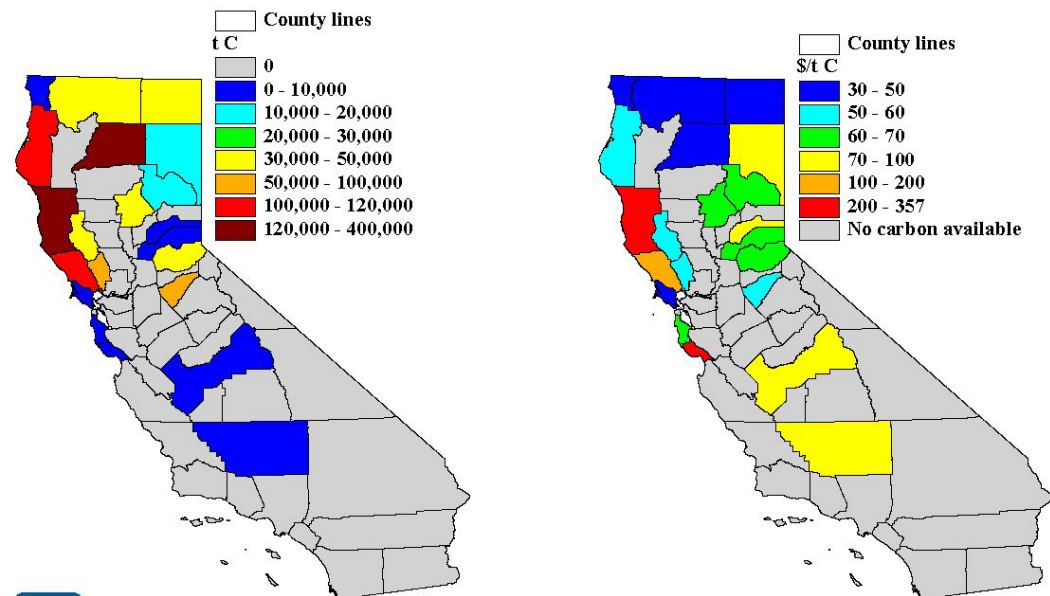 County lines
t C
0
0 - 10,000
10,000 - 20,000
20,000 - 30,000
30,000 - 50,000
50,000 - 100,000
100,000 - 120,000
120,000 - 400,000
County lines
$/t C
30 - 50
50 - 60
60 - 70
70 - 100
100 - 200
200 - 357
No carbon available